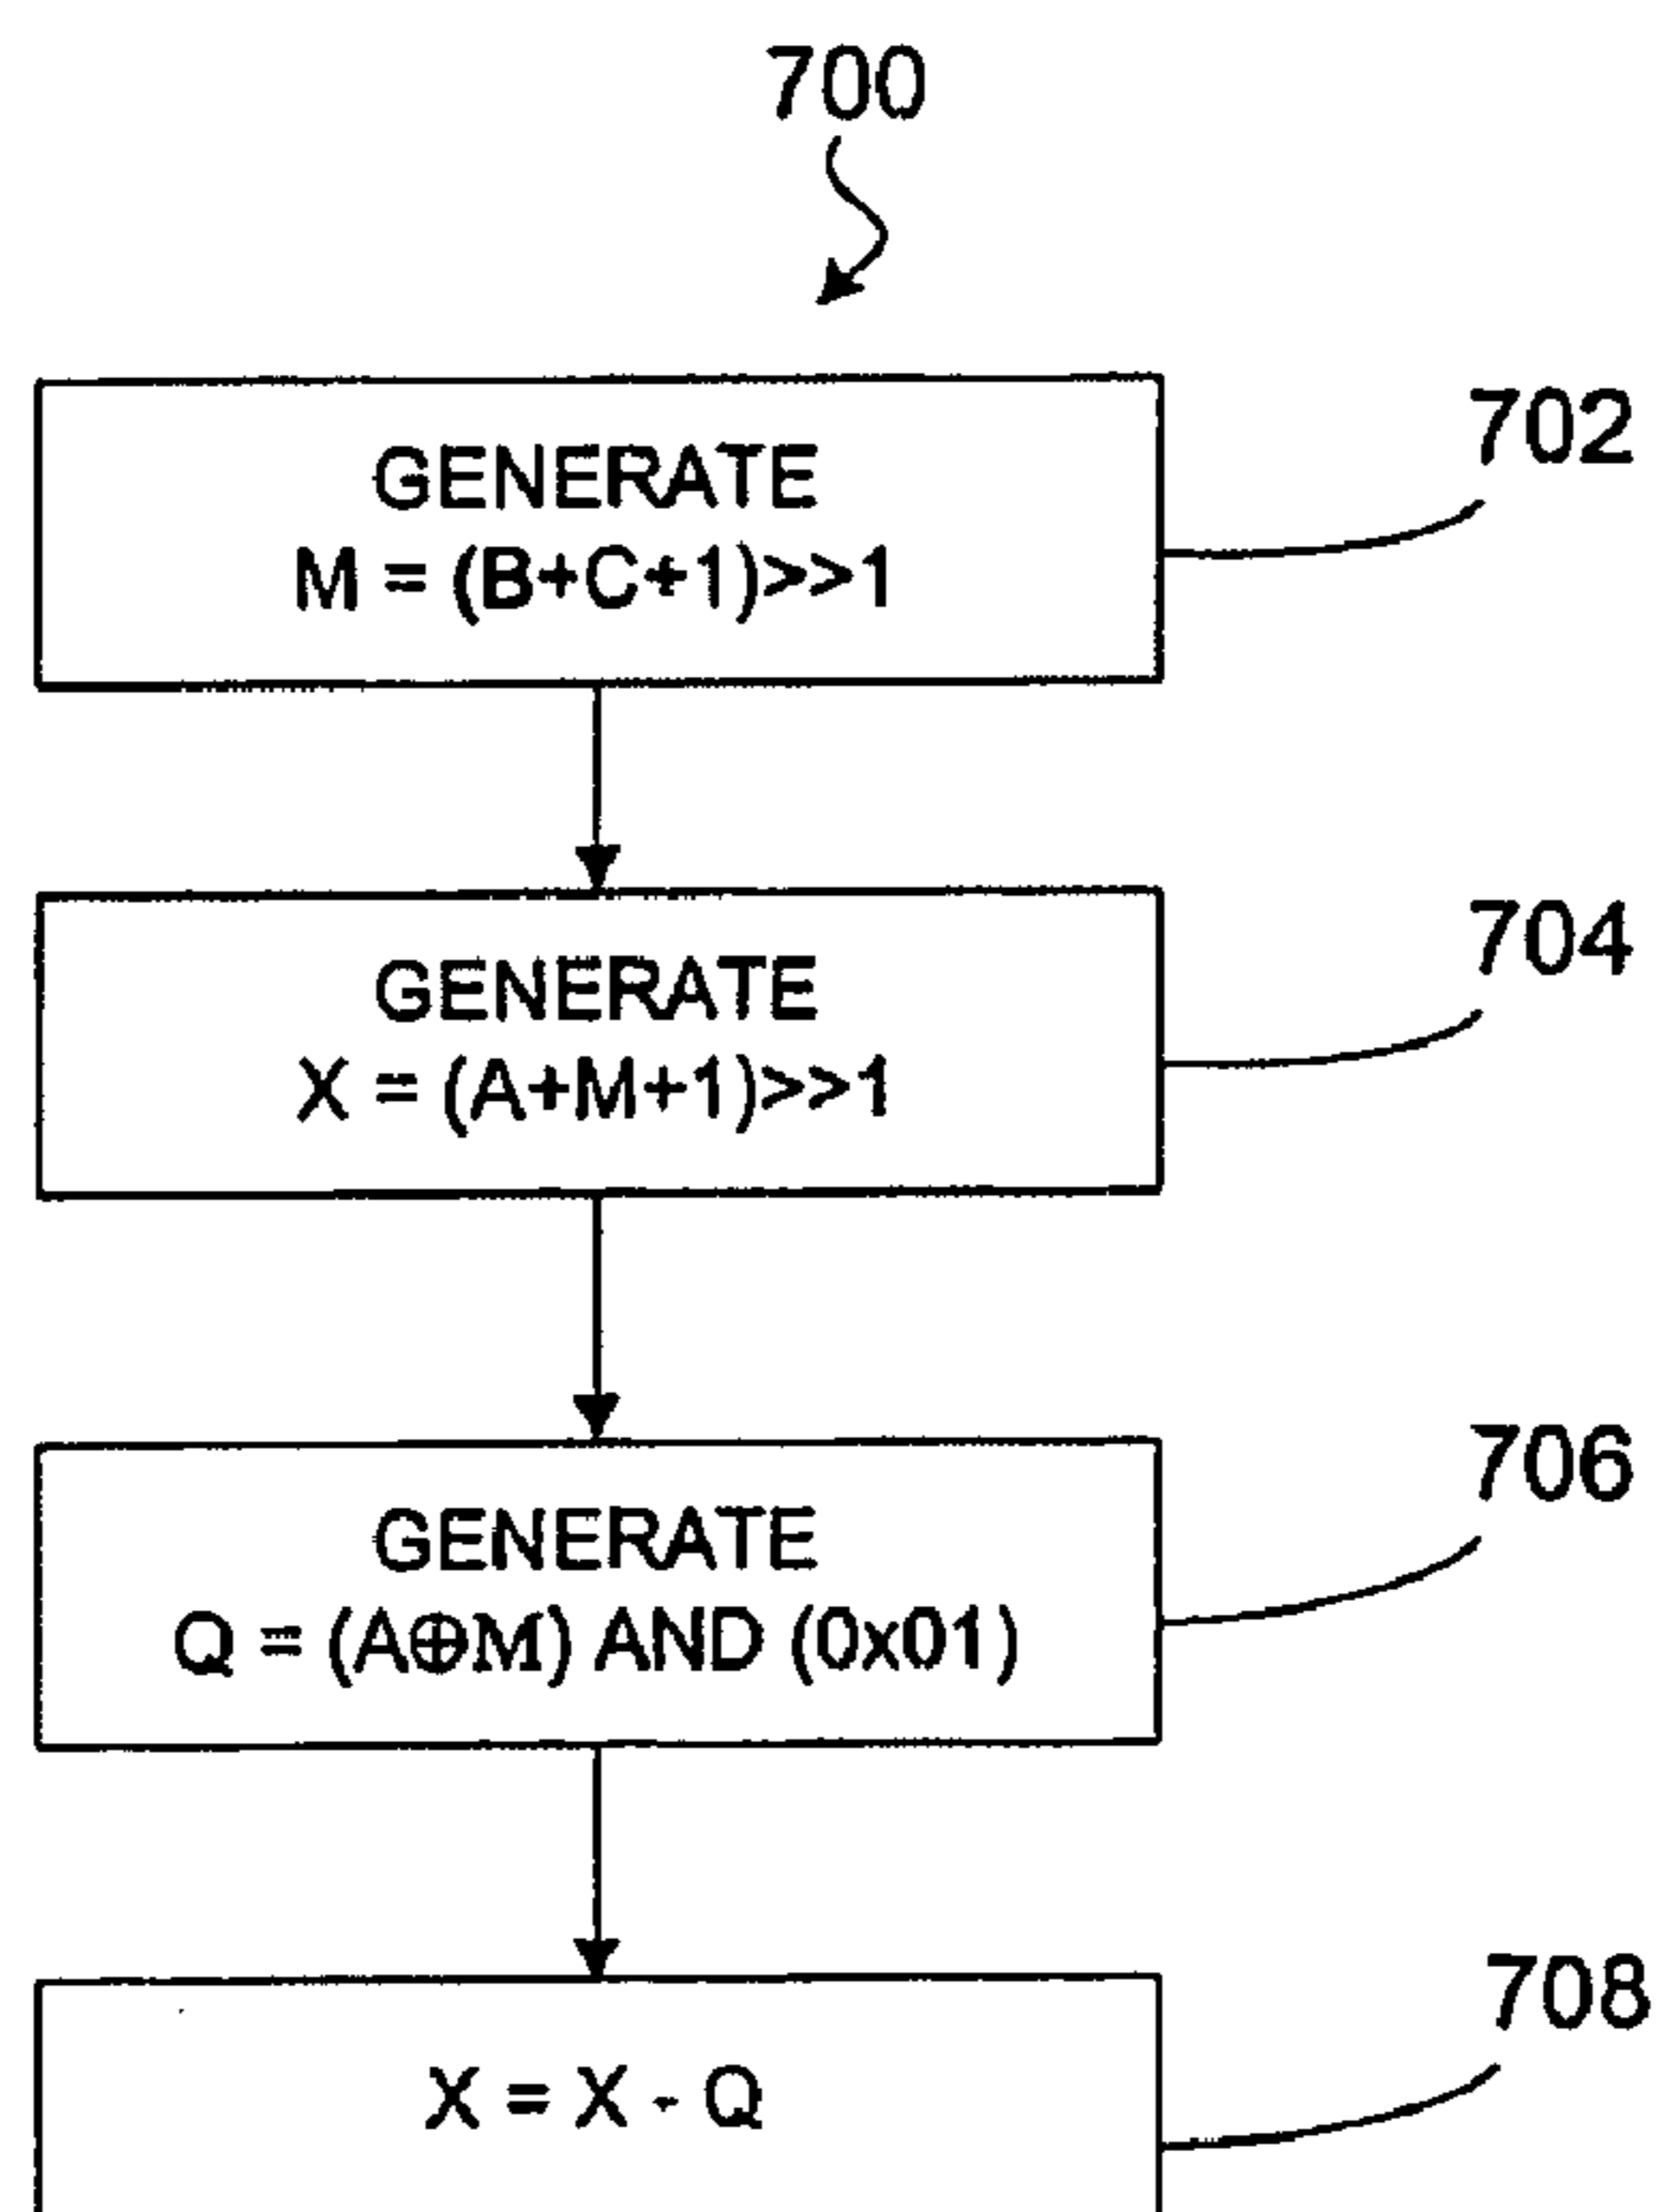 700
GENERATE
M = (B+C+1)>>1
702
GENERATE
X = (A+M+1)>>1
704
GENERATE
Q = (A⊕M) AND (0x01)
706
X = X - Q
708